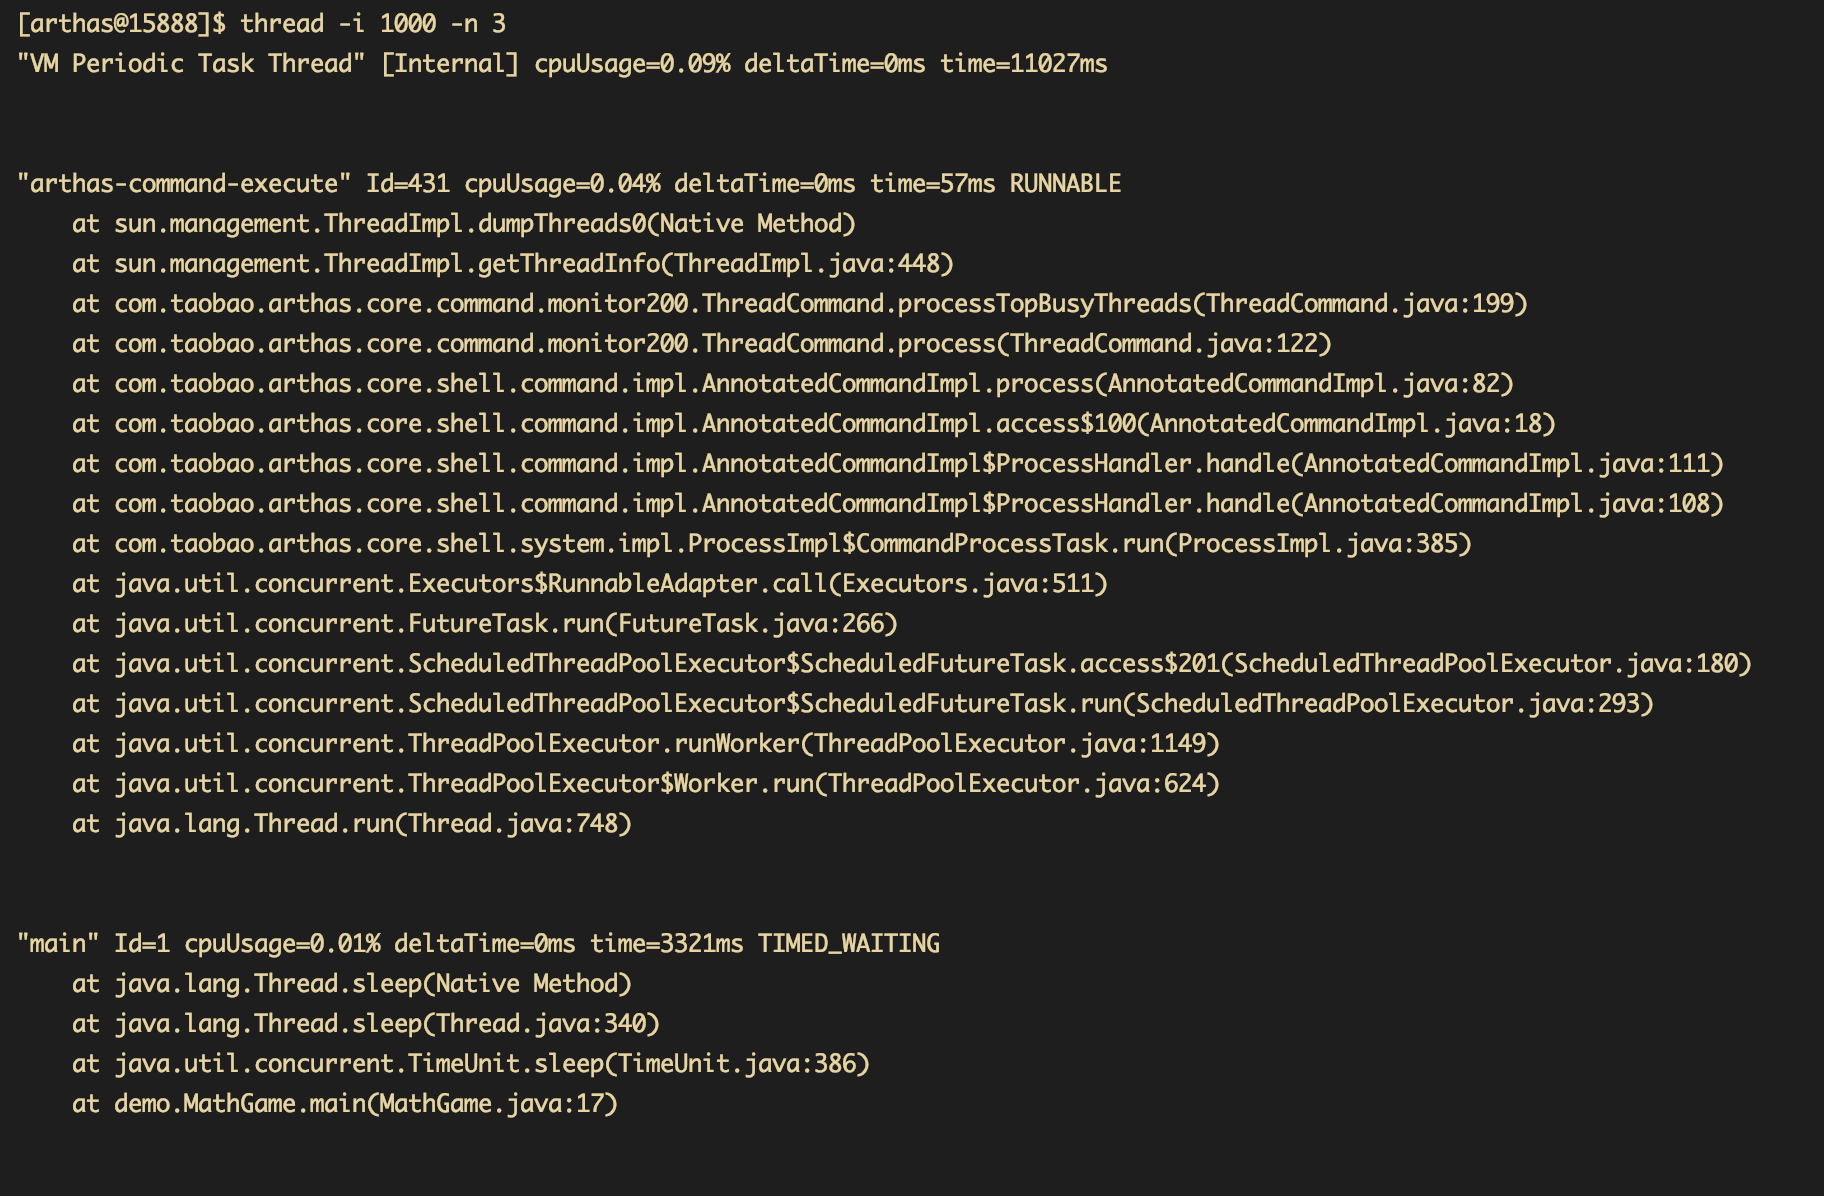 [arthas@15888]$ thread -i 1000 -n 3
"VM Periodic Task Thread" [Internal] cpuUsage=0.09% deltaTime=0ms time=11027ms
"arthas-command-execute" Id=431 cpuUsage=0.04% deltaTime=0ms time=57ms RUNNABLE
    at sun.management.ThreadImpl.dumpThreads0(Native Method)
    at sun.management.ThreadImpl.getThreadInfo(ThreadImpl.java:448)
    at com.taobao.arthas.core.command.monitor200.ThreadCommand.processTopBusyThreads(ThreadCommand.java:199)
    at com.taobao.arthas.core.command.monitor200.ThreadCommand.process(ThreadCommand.java:122)
    at com.taobao.arthas.core.shell.command.impl.AnnotatedCommandImpl.process(AnnotatedCommandImpl.java:82)
    at com.taobao.arthas.core.shell.command.impl.AnnotatedCommandImpl.access$100(AnnotatedCommandImpl.java:18)
    at com.taobao.arthas.core.shell.command.impl.AnnotatedCommandImpl$ProcessHandler.handle(AnnotatedCommandImpl.java:111)
    at com.taobao.arthas.core.shell.command.impl.AnnotatedCommandImpl$ProcessHandler.handle(AnnotatedCommandImpl.java:108)
    at com.taobao.arthas.core.shell.system.impl.ProcessImpl$CommandProcessTask.run(ProcessImpl.java:385)
    at java.util.concurrent.Executors$RunnableAdapter.call(Executors.java:511)
    at java.util.concurrent.FutureTask.run(FutureTask.java:266)
    at java.util.concurrent.ScheduledThreadPoolExecutor$ScheduledFutureTask.access$201(ScheduledThreadPoolExecutor.java:180)
    at java.util.concurrent.ScheduledThreadPoolExecutor$ScheduledFutureTask.run(ScheduledThreadPoolExecutor.java:293)
    at java.util.concurrent.ThreadPoolExecutor.runWorker(ThreadPoolExecutor.java:1149)
    at java.util.concurrent.ThreadPoolExecutor$Worker.run(ThreadPoolExecutor.java:624)
    at java.lang.Thread.run(Thread.java:748)
"main" Id=1 cpuUsage=0.01% deltaTime=0ms time=3321ms TIMED_WAITING
    at java.lang.Thread.sleep(Native Method)
    at java.lang.Thread.sleep(Thread.java:340)
    at java.util.concurrent.TimeUnit.sleep(TimeUnit.java:386)
    at demo.MathGame.main(MathGame.java:17)